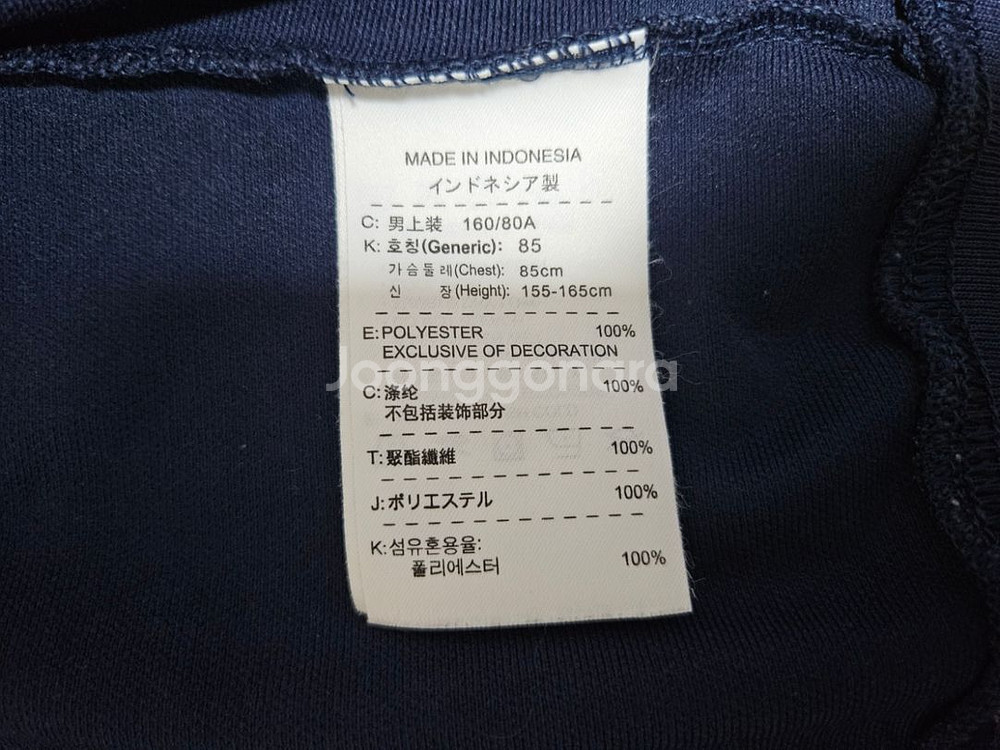 MADE IN INDONESIA
インドネシア製
C: 男上装 160/80A
K: 호칭(Generic): 85
가슴둘레(Chest): 85cm
신 장(Height): 155-165cm
E:POLYESTER 100%
EXCLUSIVE OF DECORATION
Joonggonara
C:涤纶 100%
不包括装饰部分
T:聚酯纖維 100%
J:ポリエステル 100%
K:섬유혼용율:
폴리에스터 100%